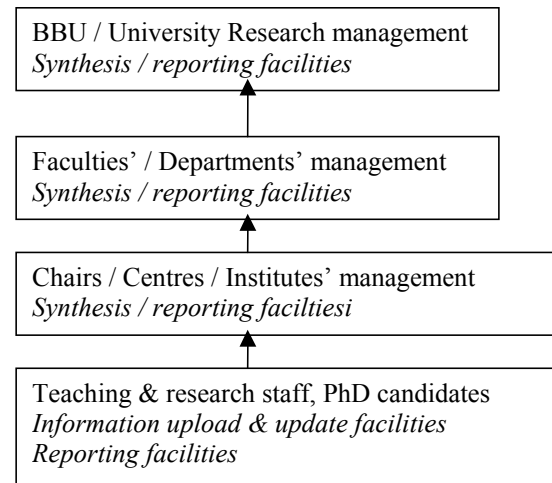 BBU / University Research management
Synthesis / reporting facilities
Faculties’ / Departments’ management
Synthesis / reporting facilities
Chairs / Centres / Institutes’ management
Synthesis / reporting faciltiesi
Teaching & research staff, PhD candidates
Information upload & update facilities
Reporting facilities